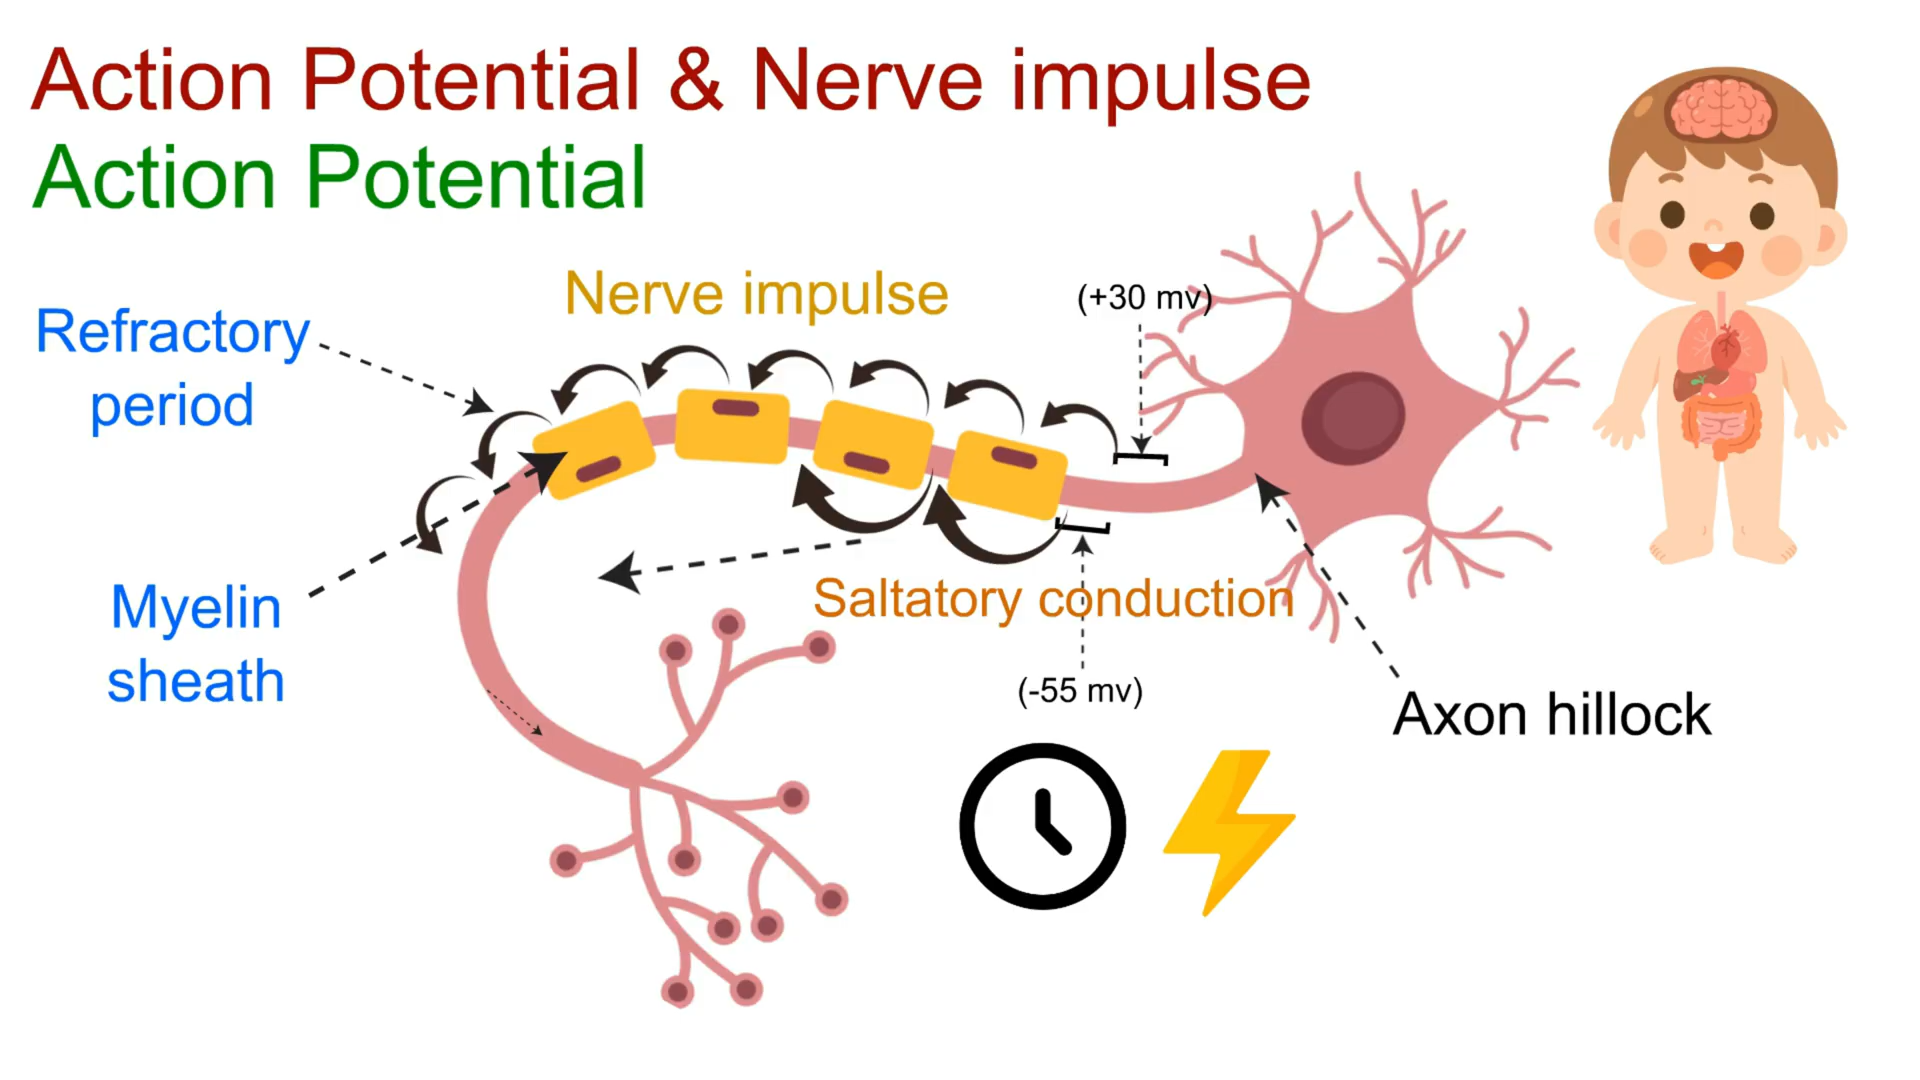 Action Potential & Nerve impulse
Action Potential
Nerve impulse
(+30 mv)
Refractory
period
Myelin
sheath
Saltatory conduction
(-55 mv)
Axon hillock